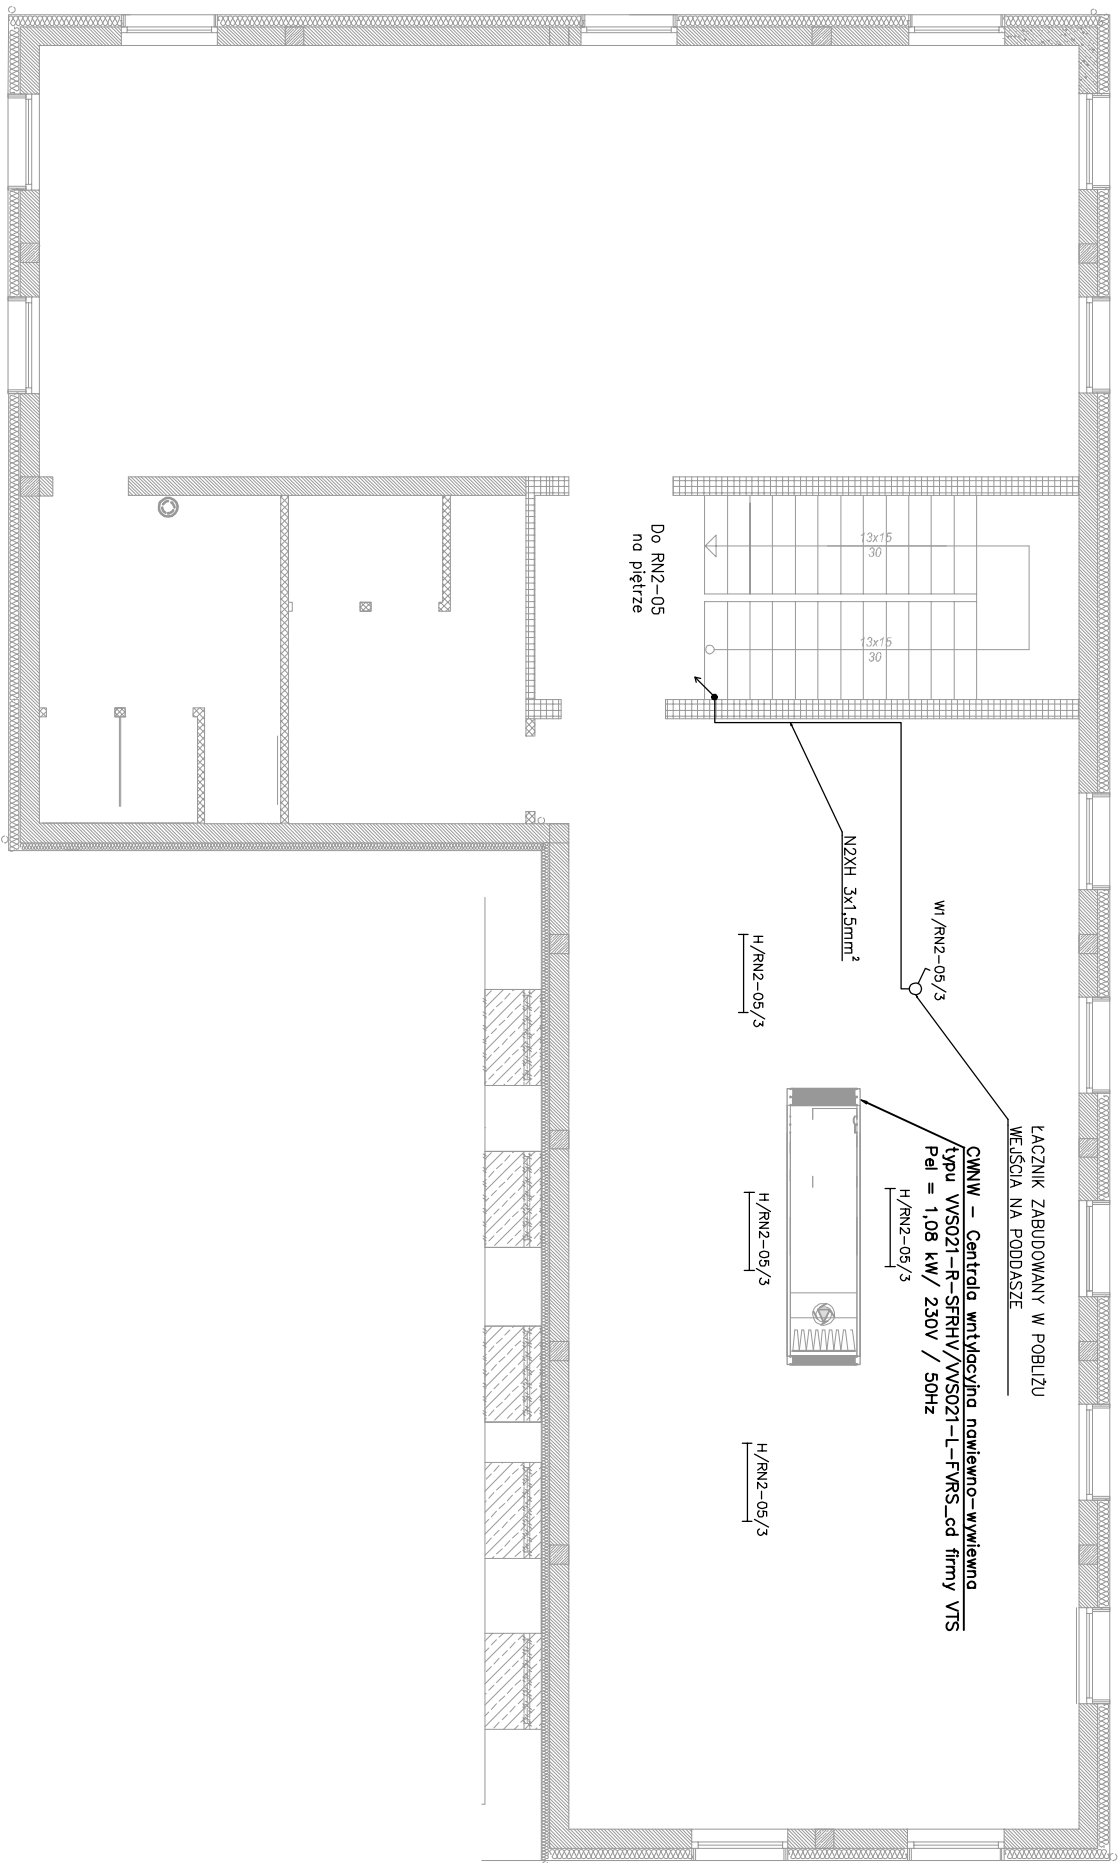 ŁACZNIK ZABUDOWANY W POBLIŻU
WEJŚCIA NA PODDASZE
CWNW – Centrala wntylacyjna nawiewno–wywiewna
typu VVS021–R–SFRHV/VVS021–L–FVRS_cd firmy VTS
Pel = 1,08 kW/ 230V / 50Hz
W1/RN2–05/3
H/RN2–05/3
N2XH 3x1,5mm²
H/RN2–05/3
H/RN2–05/3
H/RN2–05/3
Do RN2–05
na piętrze
13x15
30
13x15
30